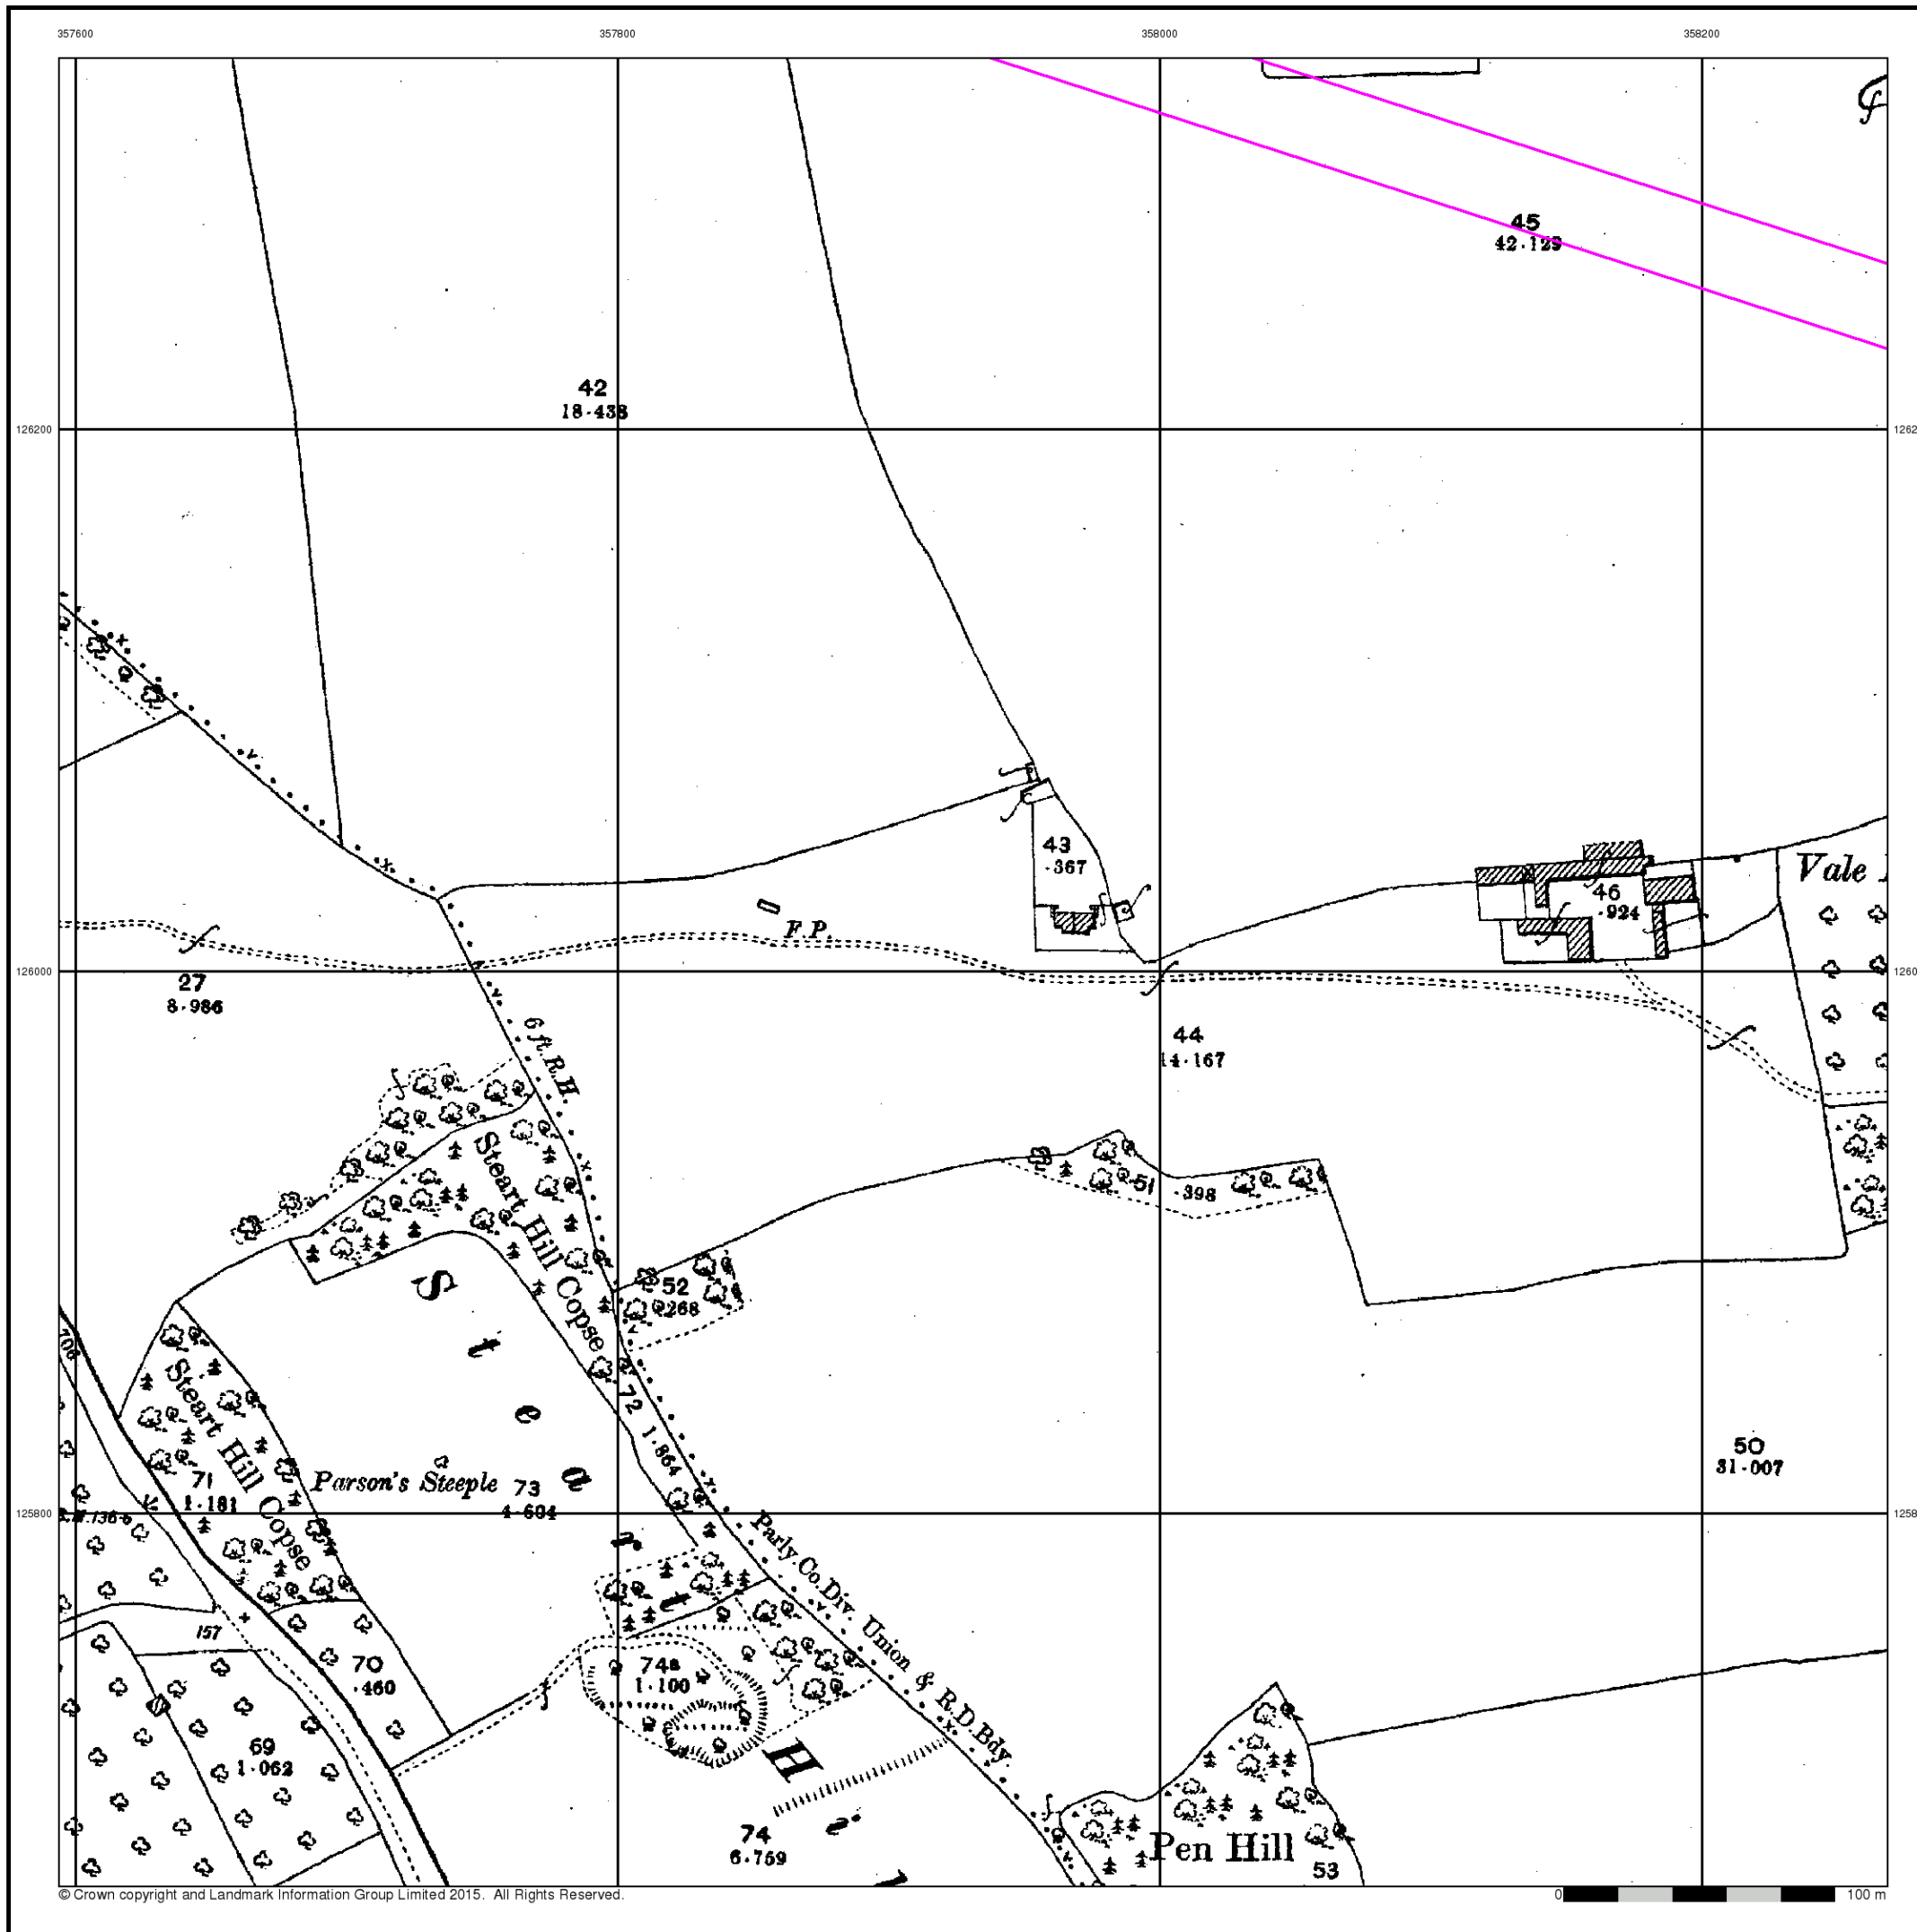 357600 357800 358000 358200
45
42·129
42
18·438
126200
43
·367
Vale
46
·924
F.P.
126000
27
8·986
44
14·167
6 ft.R.H.
Steart Hill Copse
51 ·398
52
·268
72 1·864
Steart Hill Copse
71
1·181
Parson's Steeple
73
4·604
50
31·007
125800
Parly. Co. Div. Union & R.D. Bdy.
157
70
·460
74a
1·100
69
1·062
Steart Hil
74
6·759
Pen Hill
53
© Crown copyright and Landmark Information Group Limited 2015. All Rights Reserved.
0 100 m